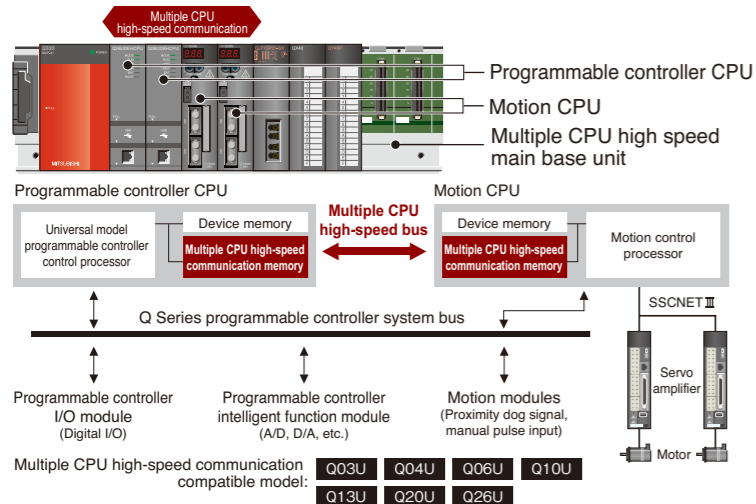 Multiple CPU
high-speed communication
Programmable controller CPU
Motion CPU
Multiple CPU high speed
main base unit
MITSUBISHI
Programmable controller CPU
Motion CPU
Universal model
programmable controller
control processor
Device memory
Multiple CPU high-speed
communication memory
Multiple CPU
high-speed bus
Device memory
Multiple CPU high-speed
communication memory
Motion control
processor
SSCNET III
Q Series programmable controller system bus
Servo
amplifier
Programmable controller
I/O module
(Digital I/O)
Programmable controller
intelligent function module
(A/D, D/A, etc.)
Motion modules
(Proximity dog signal,
manual pulse input)
Motor
Multiple CPU high-speed communication
compatible model:
Q03U Q04U Q06U Q10U
Q13U Q20U Q26U